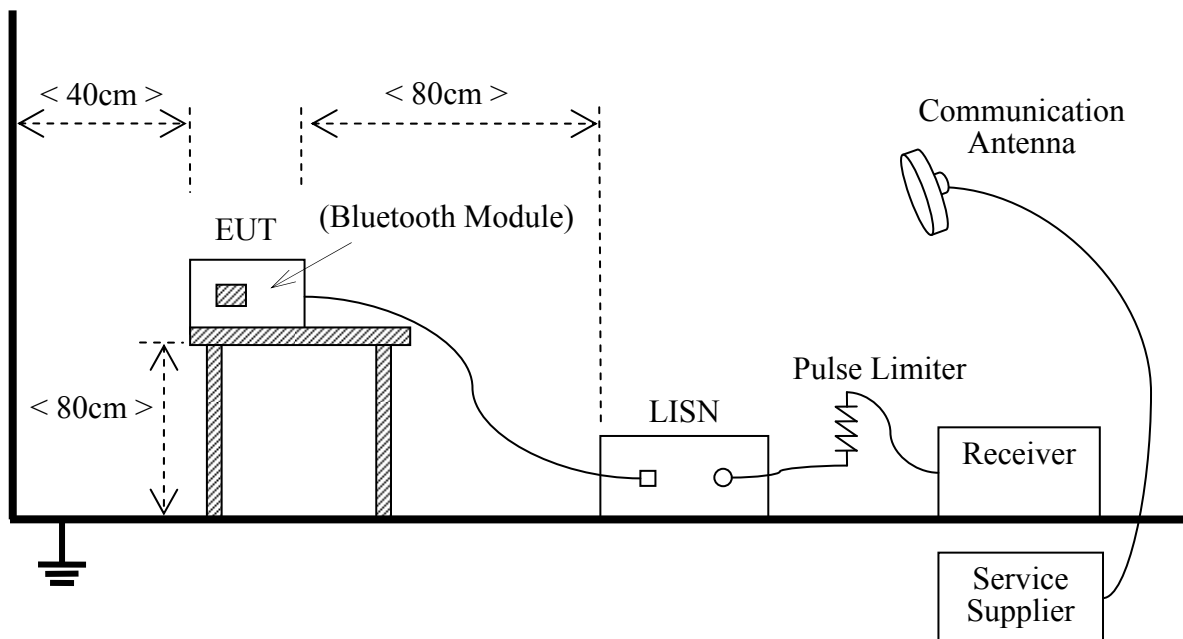 < 40cm >
< 80cm >
Communication
Antenna
(Bluetooth Module)
EUT
Pulse Limiter
< 80cm >
LISN
Receiver
Service
Supplier